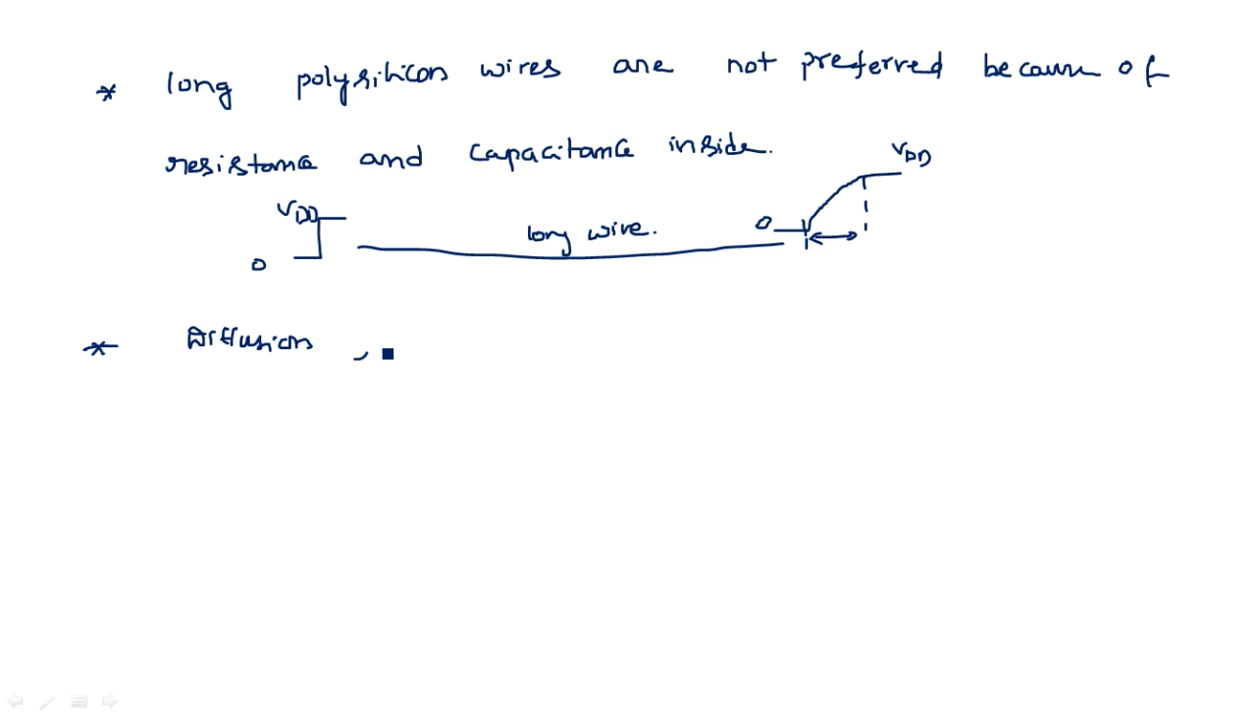 * long polysilicon wires are not preferred because of
resistance and capacitance inside.
VDD
VDD
0
long wire.
0
* Diffusion